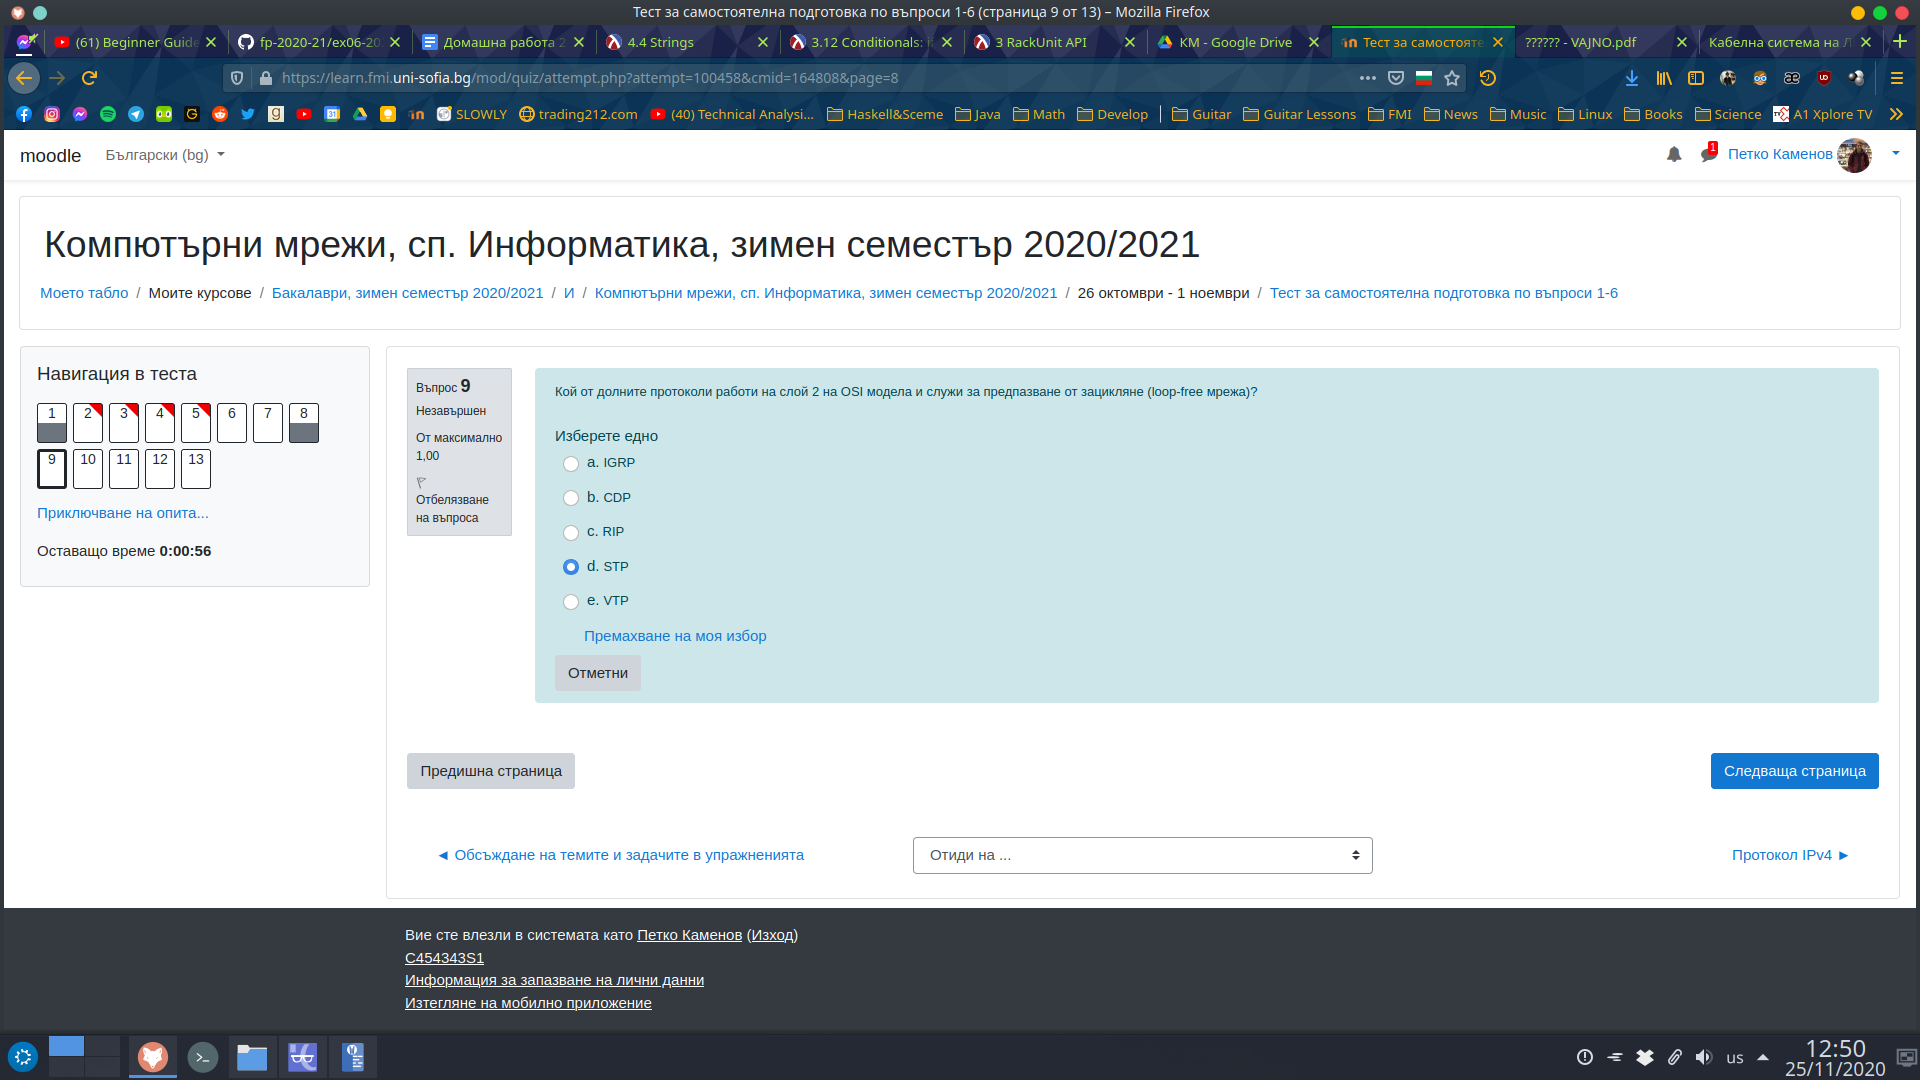 Тест за самостоятелна подготовка по въпроси 1-6 (страница 9 от 13) – Mozilla Firefox
(61) Beginner Guide
fp-2020-21/ex06-20
Домашна работа 2
4.4 Strings
3.12 Conditionals: i
3 RackUnit API
КМ - Google Drive
Тест за самостояте
?????? - VAJNO.pdf
Кабелна система на Л
https://learn.fmi.uni-sofia.bg/mod/quiz/attempt.php?attempt=100458&cmid=164808&page=8
SLOWLY
trading212.com
(40) Technical Analysi...
Haskell&Sceme
Java
Math
Develop
Guitar
Guitar Lessons
FMI
News
Music
Linux
Books
Science
A1 Xplore TV
moodle
Български (bg)
1
Петко Каменов
Компютърни мрежи, сп. Информатика, зимен семестър 2020/2021
Моето табло / Моите курсове / Бакалаври, зимен семестър 2020/2021 / И / Компютърни мрежи, сп. Информатика, зимен семестър 2020/2021 / 26 октомври - 1 ноември / Тест за самостоятелна подготовка по въпроси 1-6
Навигация в теста
1 2 3 4 5 6 7 8
9 10 11 12 13
Приключване на опита...
Оставащо време 0:00:56
Въпрос 9
Незавършен
От максимално
1,00
Отбелязване
на въпроса
Кой от долните протоколи работи на слой 2 на OSI модела и служи за предпазване от зацикляне (loop-free мрежа)?
Изберете едно
a. IGRP
b. CDP
c. RIP
d. STP
e. VTP
Премахване на моя избор
Отметни
Предишна страница
Следваща страница
◄ Обсъждане на темите и задачите в упражненията
Отиди на ...
Протокол IPv4 ►
Вие сте влезли в системата като Петко Каменов (Изход)
C454343S1
Информация за запазване на лични данни
Изтегляне на мобилно приложение
us
12:50
25/11/2020